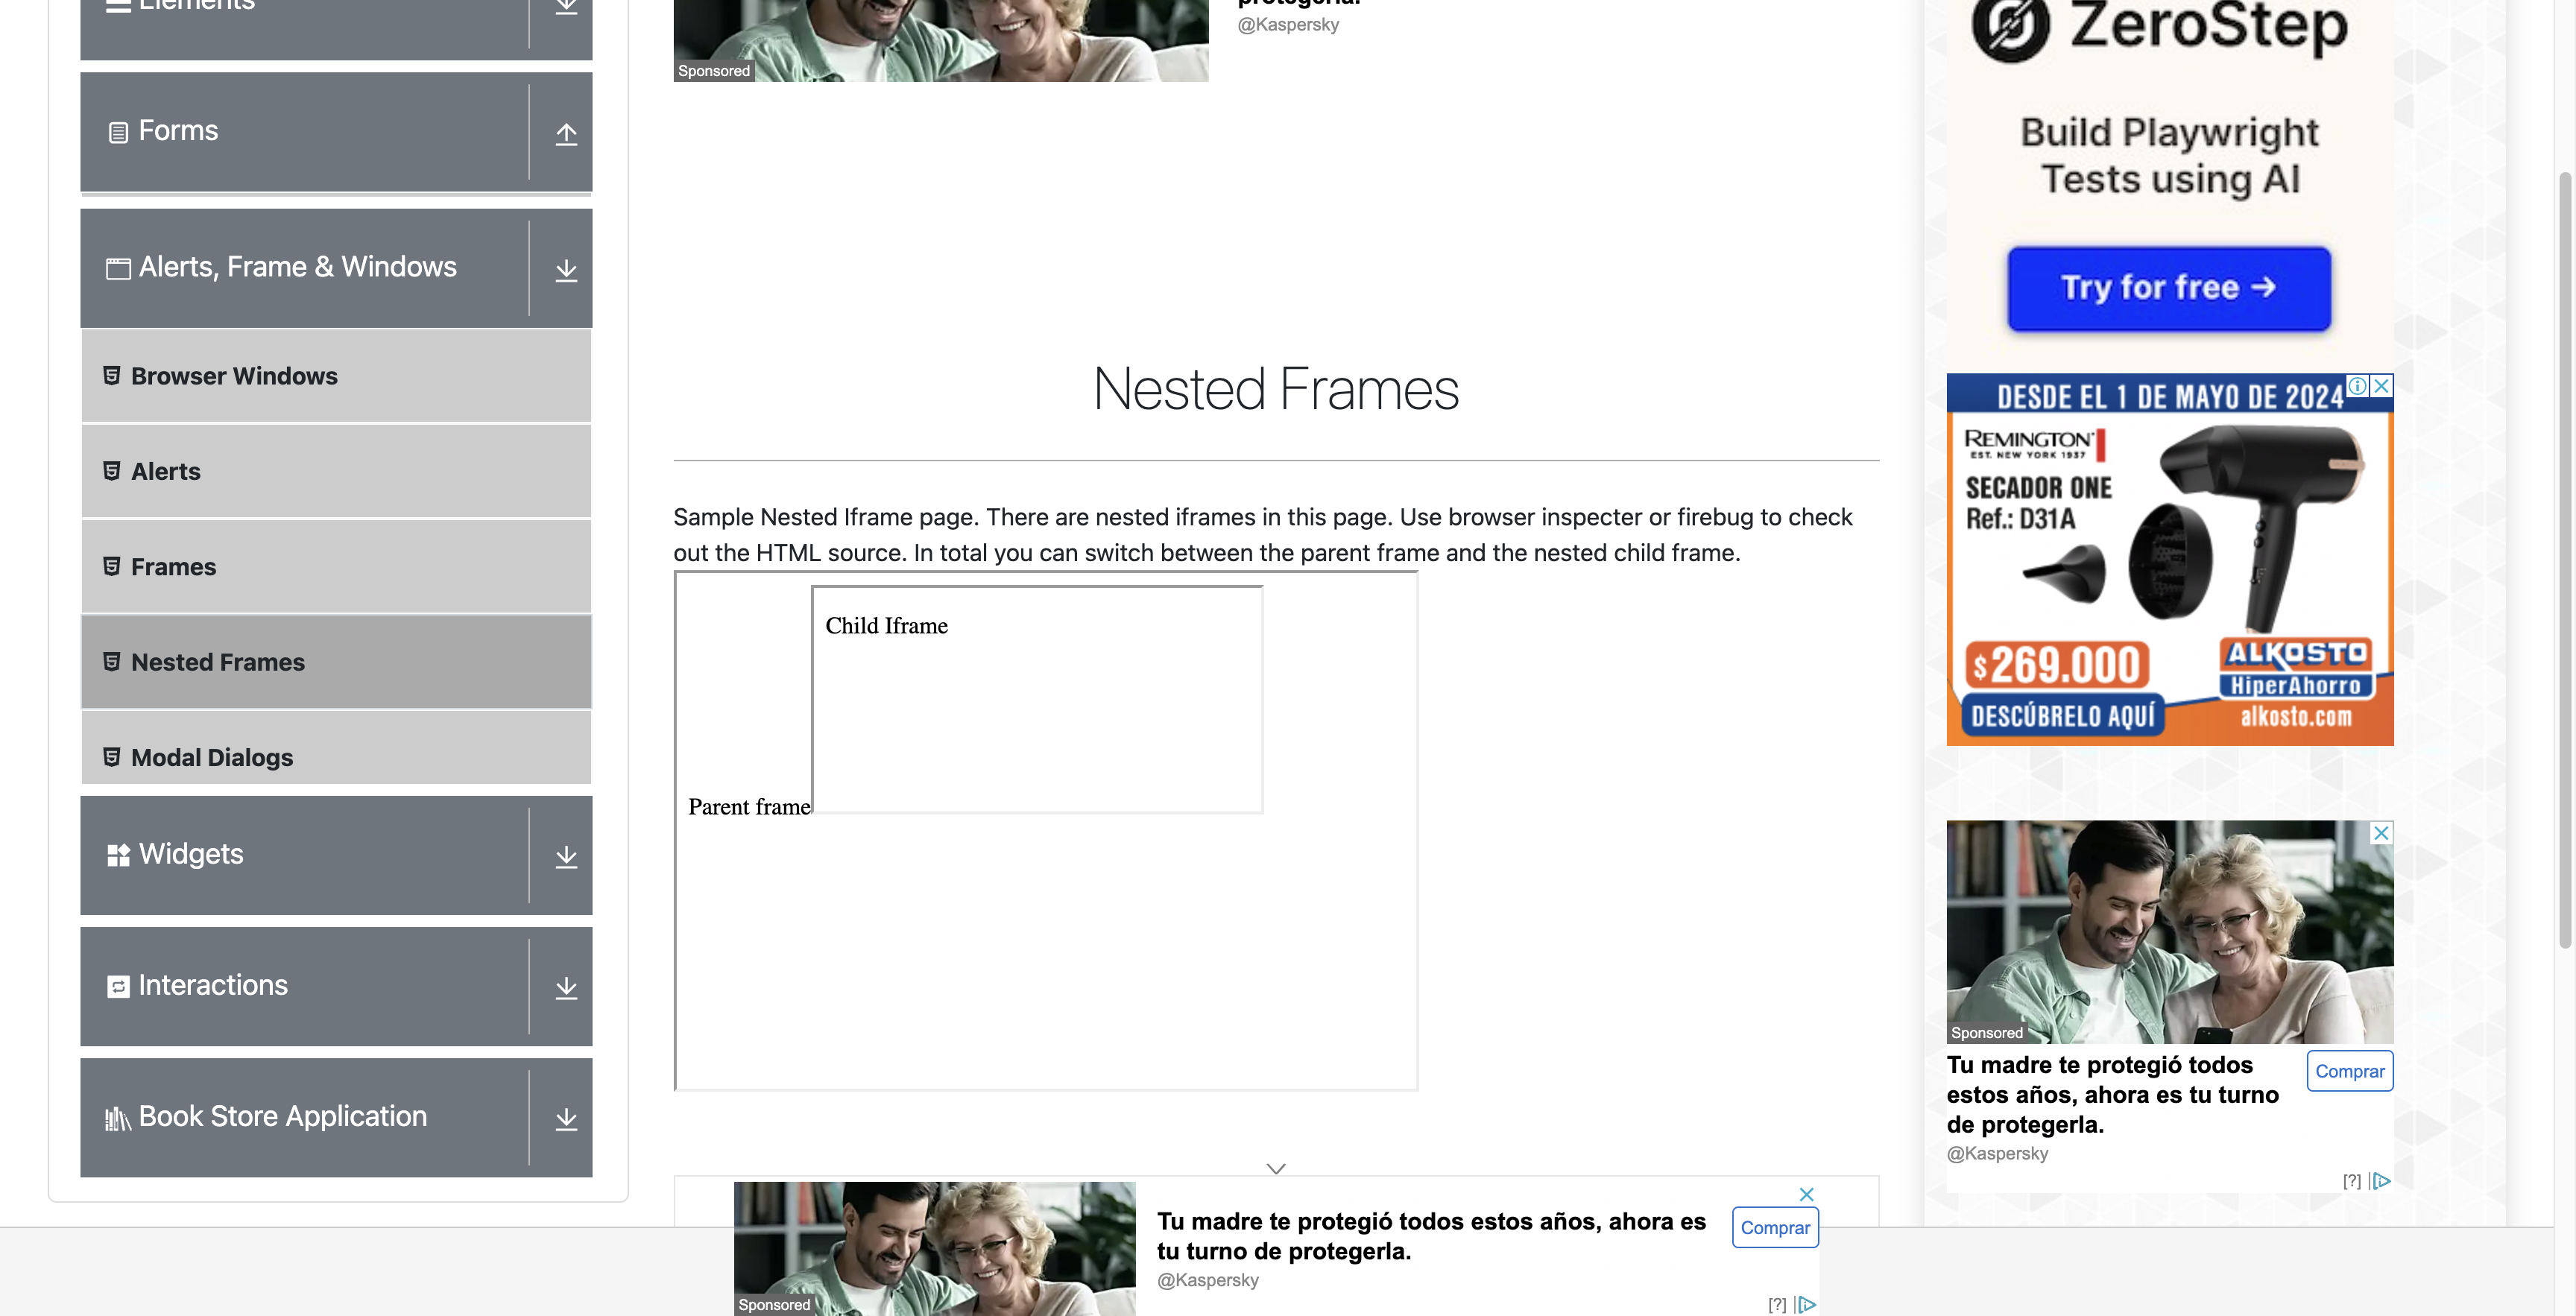 Elements
Forms
Alerts, Frame & Windows
Browser Windows
Alerts
Frames
Nested Frames
Modal Dialogs
Widgets
Interactions
Book Store Application
protegerla.
@Kaspersky
Sponsored
Nested Frames
Sample Nested Iframe page. There are nested iframes in this page. Use browser inspecter or firebug to check
out the HTML source. In total you can switch between the parent frame and the nested child frame.
Child Iframe
Parent frame
Tu madre te protegió todos estos años, ahora es
tu turno de protegerla.
@Kaspersky
Comprar
Sponsored
[?]
ZeroStep
Build Playwright
Tests using AI
Try for free →
DESDE EL 1 DE MAYO DE 2024
REMINGTON
EST. NEW YORK 1937
SECADOR ONE
Ref.: D31A
$269.000
DESCÚBRELO AQUÍ
ALKOSTO
HiperAhorro
alkosto.com
Sponsored
Tu madre te protegió todos
estos años, ahora es tu turno
de protegerla.
Comprar
@Kaspersky
[?]